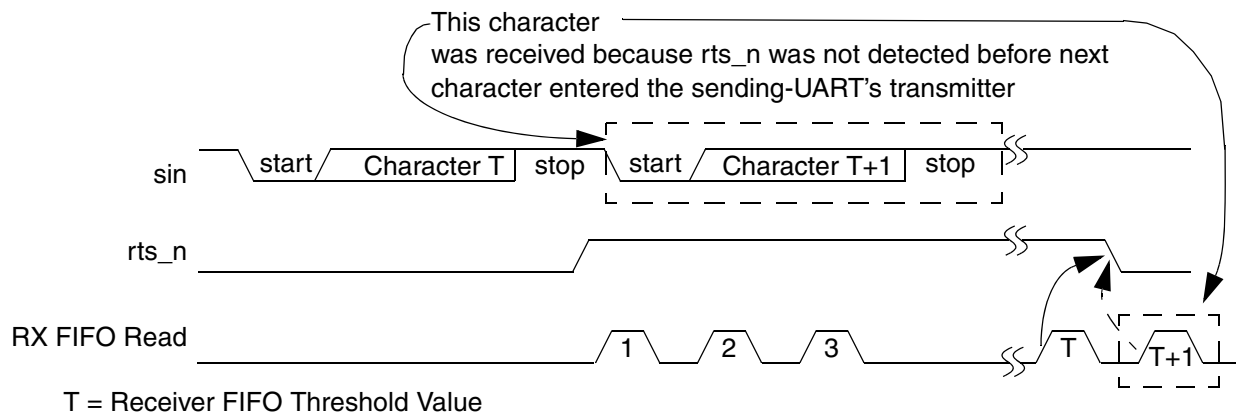 This character
was received because rts_n was not detected before next
character entered the sending-UART's transmitter
sin
start
Character T
stop
start
Character T+1
stop
rts_n
RX FIFO Read
1
2
3
T
T+1
T = Receiver FIFO Threshold Value